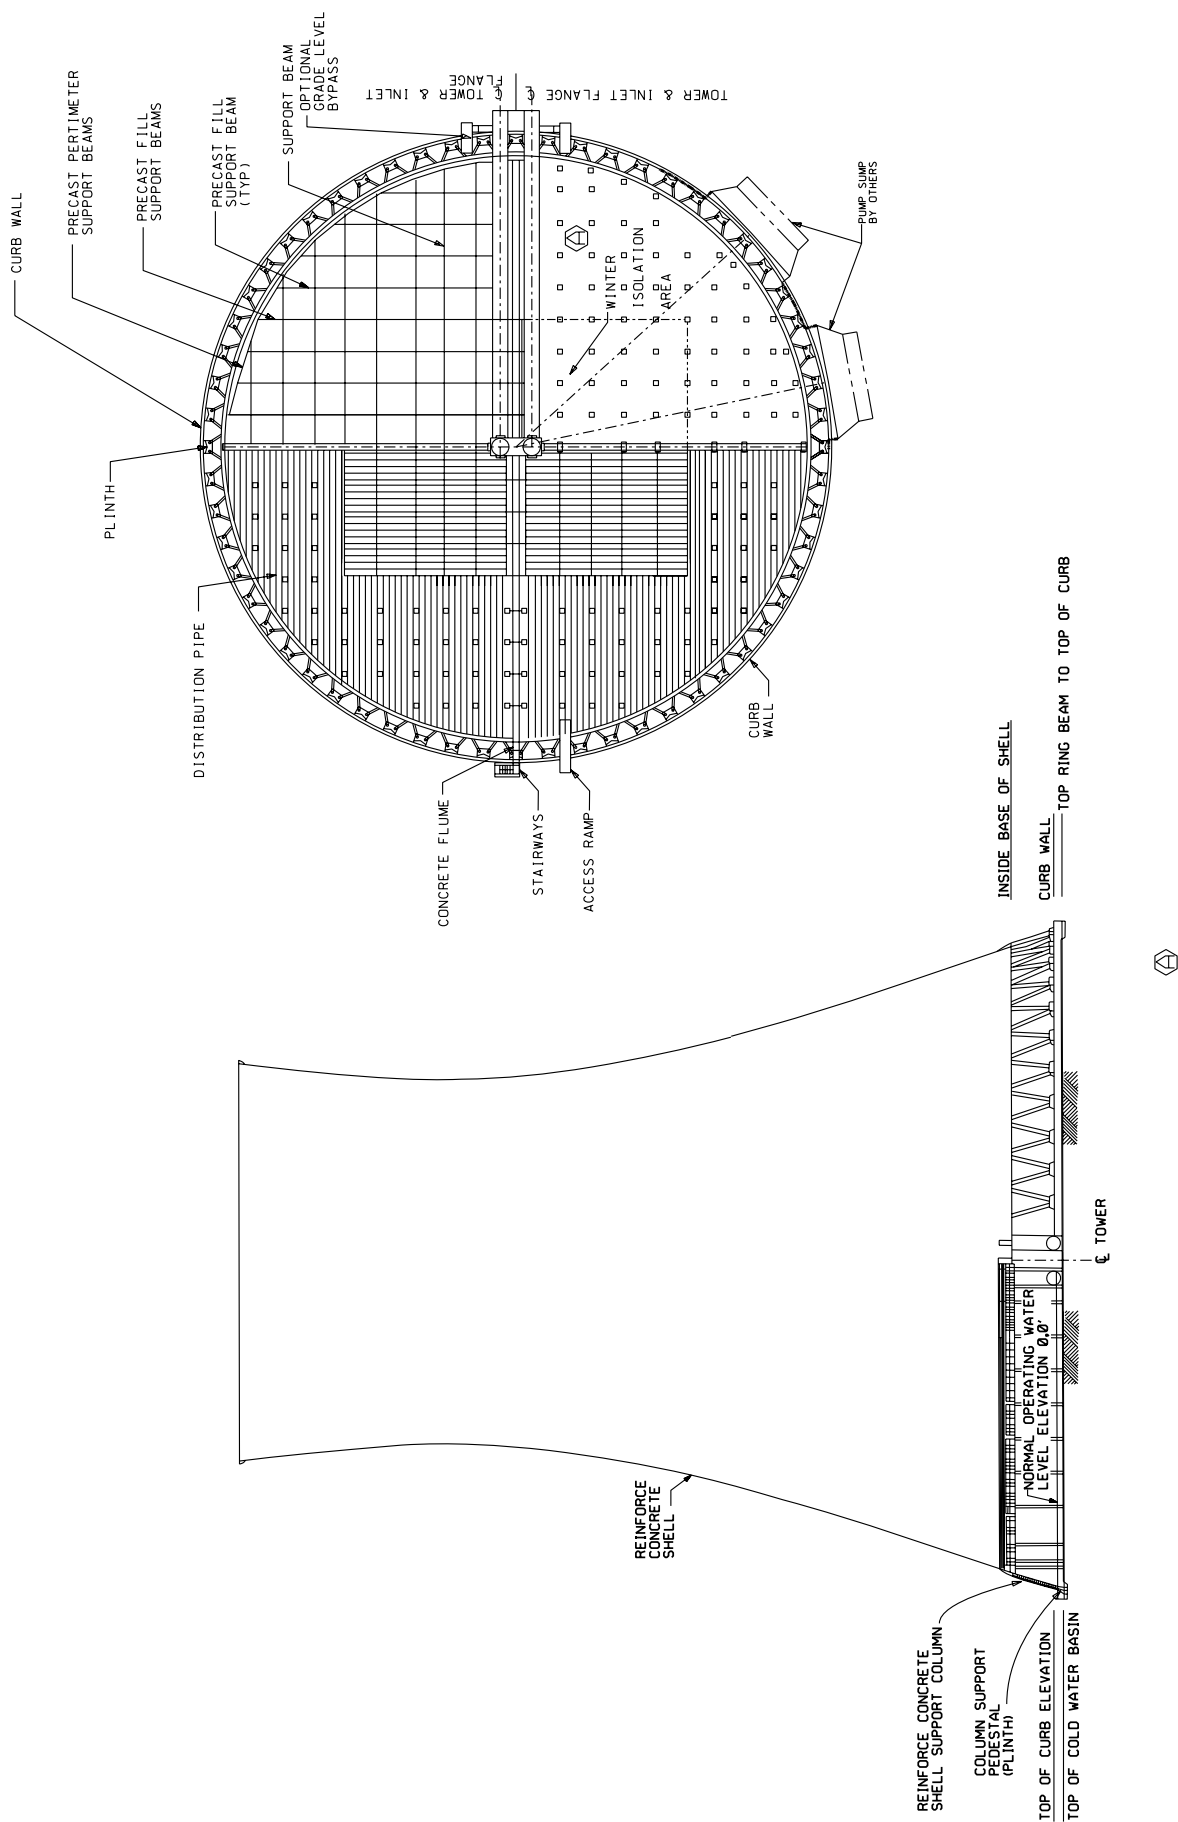 CURB WALL
PRECAST PERTIMETER
SUPPORT BEAMS
PRECAST FILL
SUPPORT BEAMS
PRECAST FILL
SUPPORT BEAM
(TYP)
SUPPORT BEAM
OPTIONAL
GRADE LEVEL
BYPASS
℄ TOWER & INLET
FLANGE
℄ TOWER & INLET FLANGE
PLINTH
WINTER
ISOLATION
AREA
PUMP SUMP
BY OTHERS
DISTRIBUTION PIPE
CONCRETE FLUME
STAIRWAYS
ACCESS RAMP
CURB
WALL
INSIDE BASE OF SHELL
CURB WALL
TOP RING BEAM TO TOP OF CURB
REINFORCE
CONCRETE
SHELL
℄ TOWER
NORMAL OPERATING WATER
LEVEL ELEVATION 0.0'
REINFORCE CONCRETE
SHELL SUPPORT COLUMN
COLUMN SUPPORT
PEDESTAL
(PLINTH)
TOP OF CURB ELEVATION
TOP OF COLD WATER BASIN